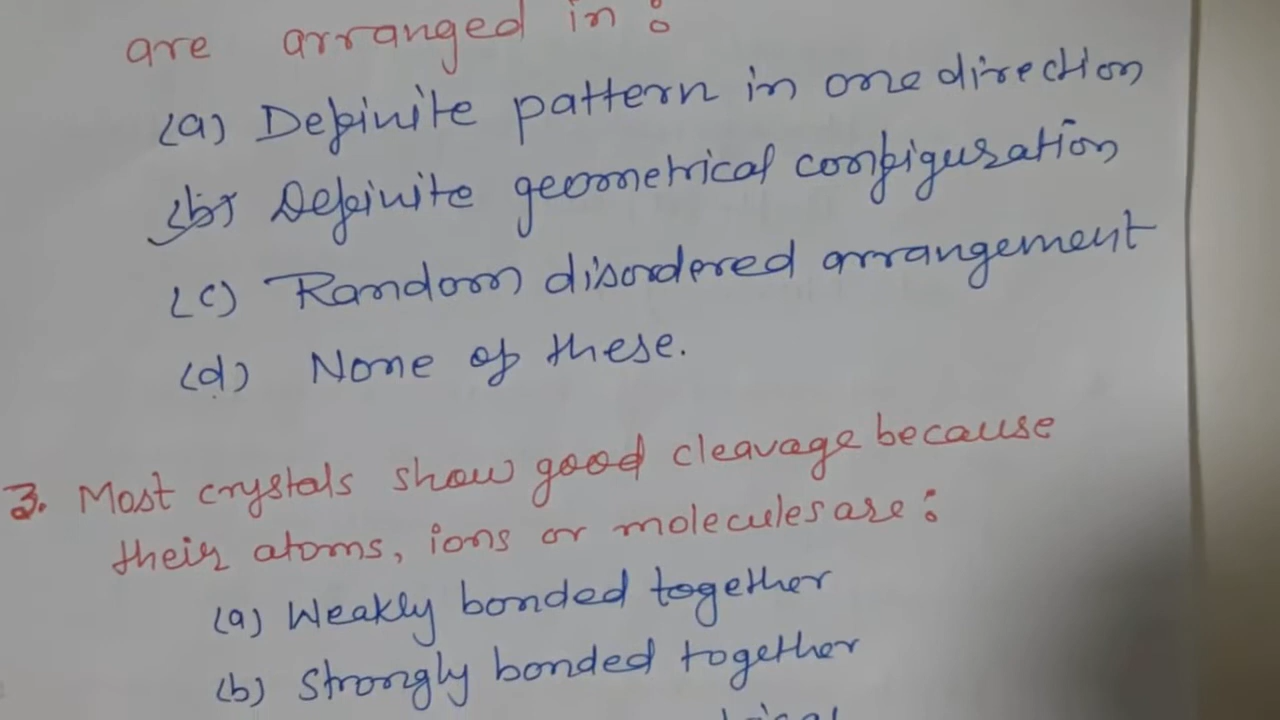 are arranged in :
(a) Definite pattern in one direction
(b) Definite geometrical configuration
(c) Random disordered arrangement
(d) None of these.
3. Most crystals show good cleavage because
their atoms, ions or molecules are :
(a) Weakly bonded together
(b) Strongly bonded together